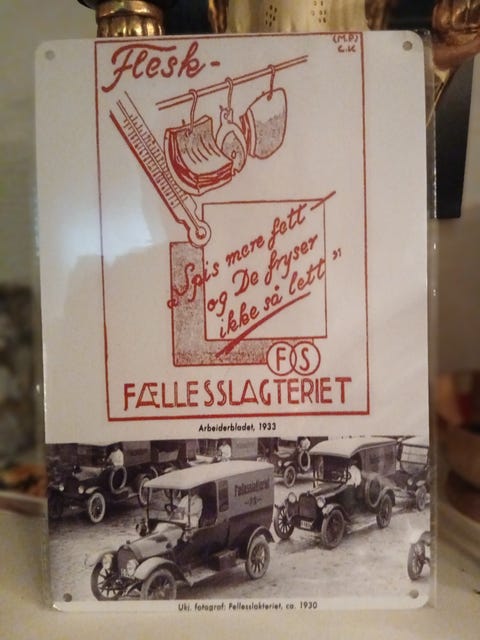 Flesk-
(M.P.)
G.K
„Spis mere fett -
og De fryser
ikke så lett"
FS
FÆLLESSLAGTERIET
Arbeiderbladet, 1933
Fællesslagteriet
Ukj. fotograf: Fellesslakteriet, ca. 1930